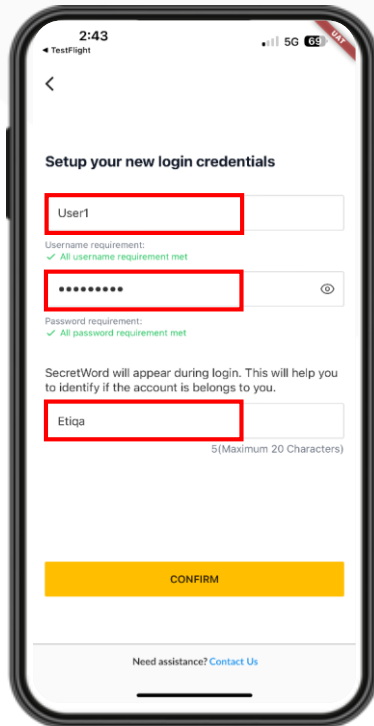 2:43
5G 69
UAT
◄ TestFlight
Setup your new login credentials
User1
Username requirement:
✓ All username requirement met
•••••••••
Password requirement:
✓ All password requirement met
SecretWord will appear during login. This will help you
to identify if the account is belongs to you.
Etiqa
5(Maximum 20 Characters)
CONFIRM
Need assistance? Contact Us